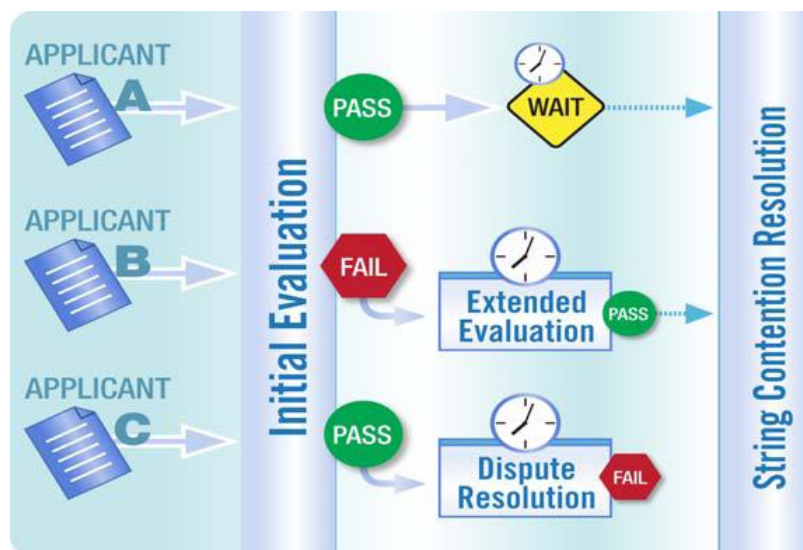 APPLICANT
A
PASS
WAIT
APPLICANT
B
FAIL
Extended
Evaluation
PASS
APPLICANT
C
PASS
Dispute
Resolution
FAIL
Initial Evaluation
String Contention Resolution